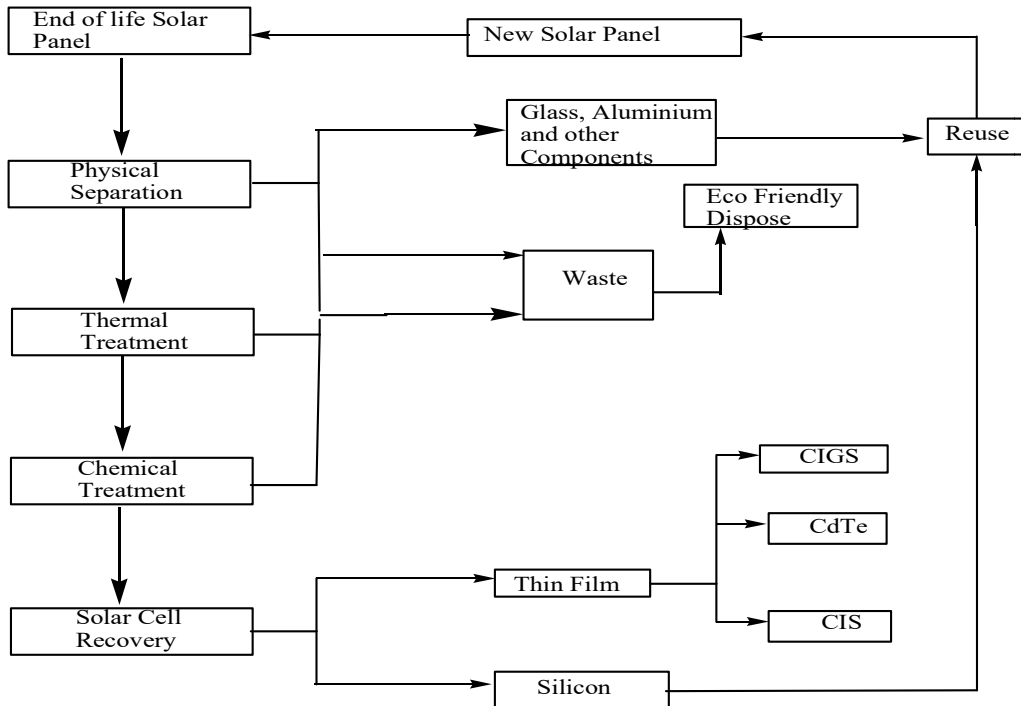 End of life Solar
Panel
New Solar Panel
Glass, Aluminium
and other
Components
Reuse
Physical
Separation
Eco Friendly
Dispose
Waste
Thermal
Treatment
Chemical
Treatment
CIGS
CdTe
Thin Film
CIS
Solar Cell
Recovery
Silicon